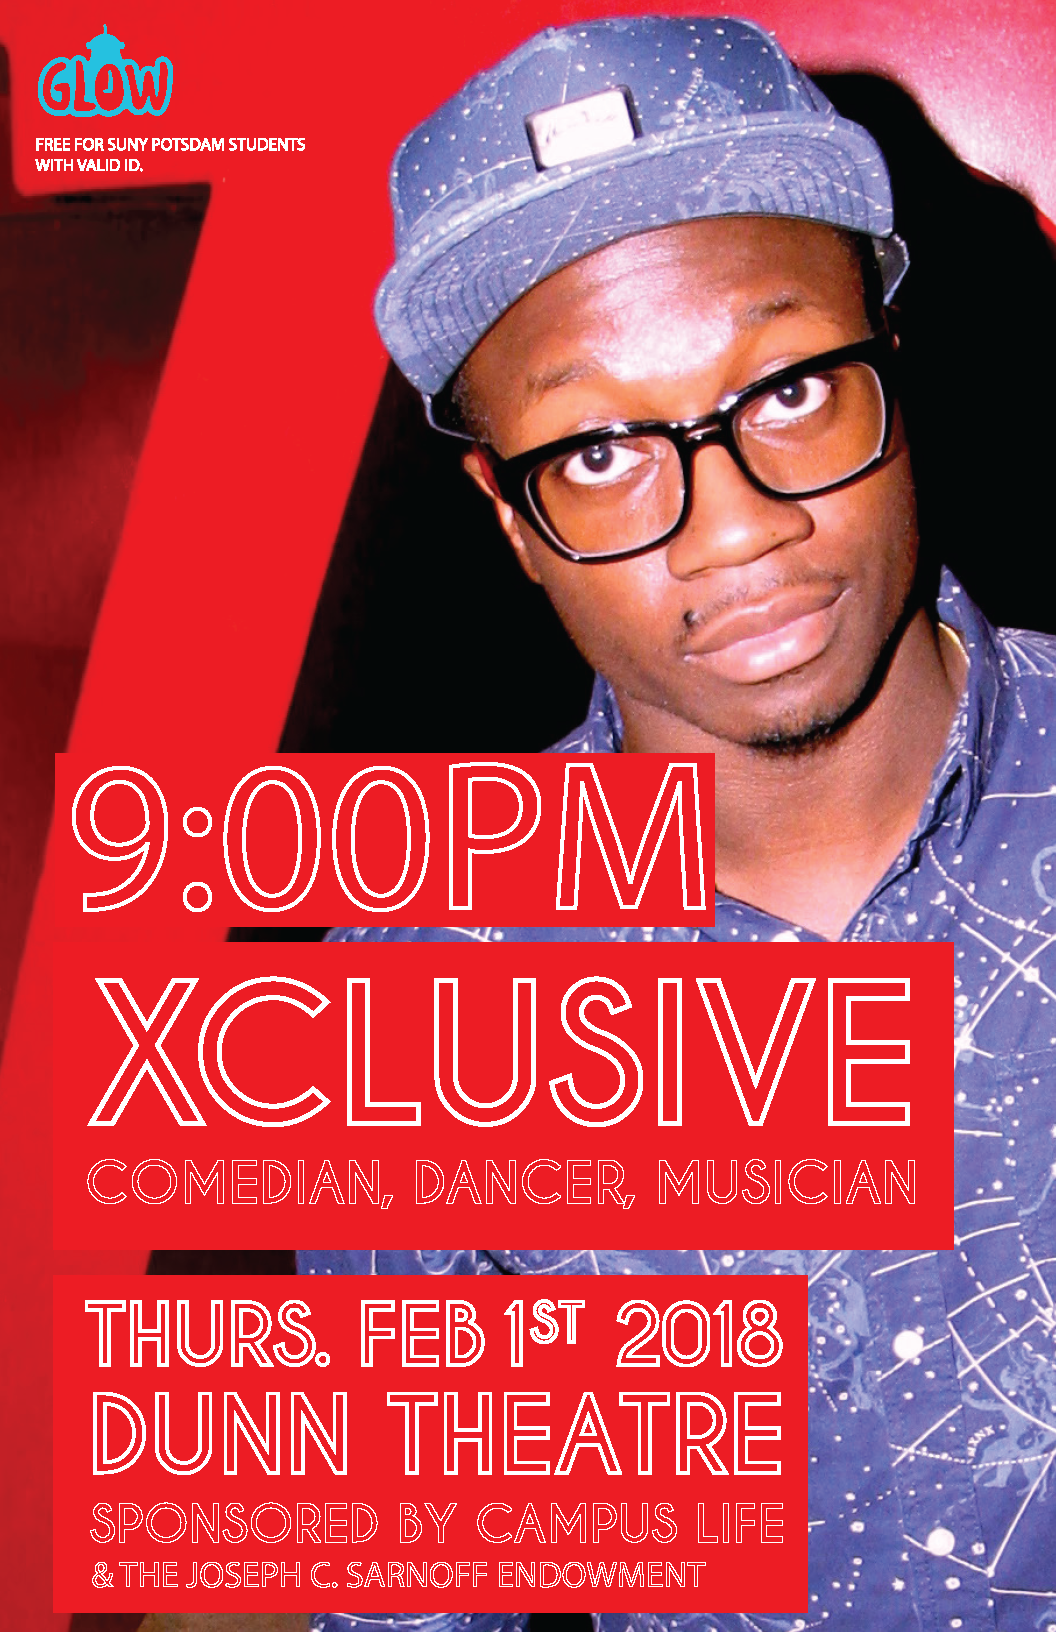 GLOW
FREE FOR SUNY POTSDAM STUDENTS
WITH VALID ID.
9:00PM
XCLUSIVE
COMEDIAN, DANCER, MUSICIAN
THURS. FEB 1ST 2018
DUNN THEATRE
SPONSORED BY CAMPUS LIFE
& THE JOSEPH C. SARNOFF ENDOWMENT